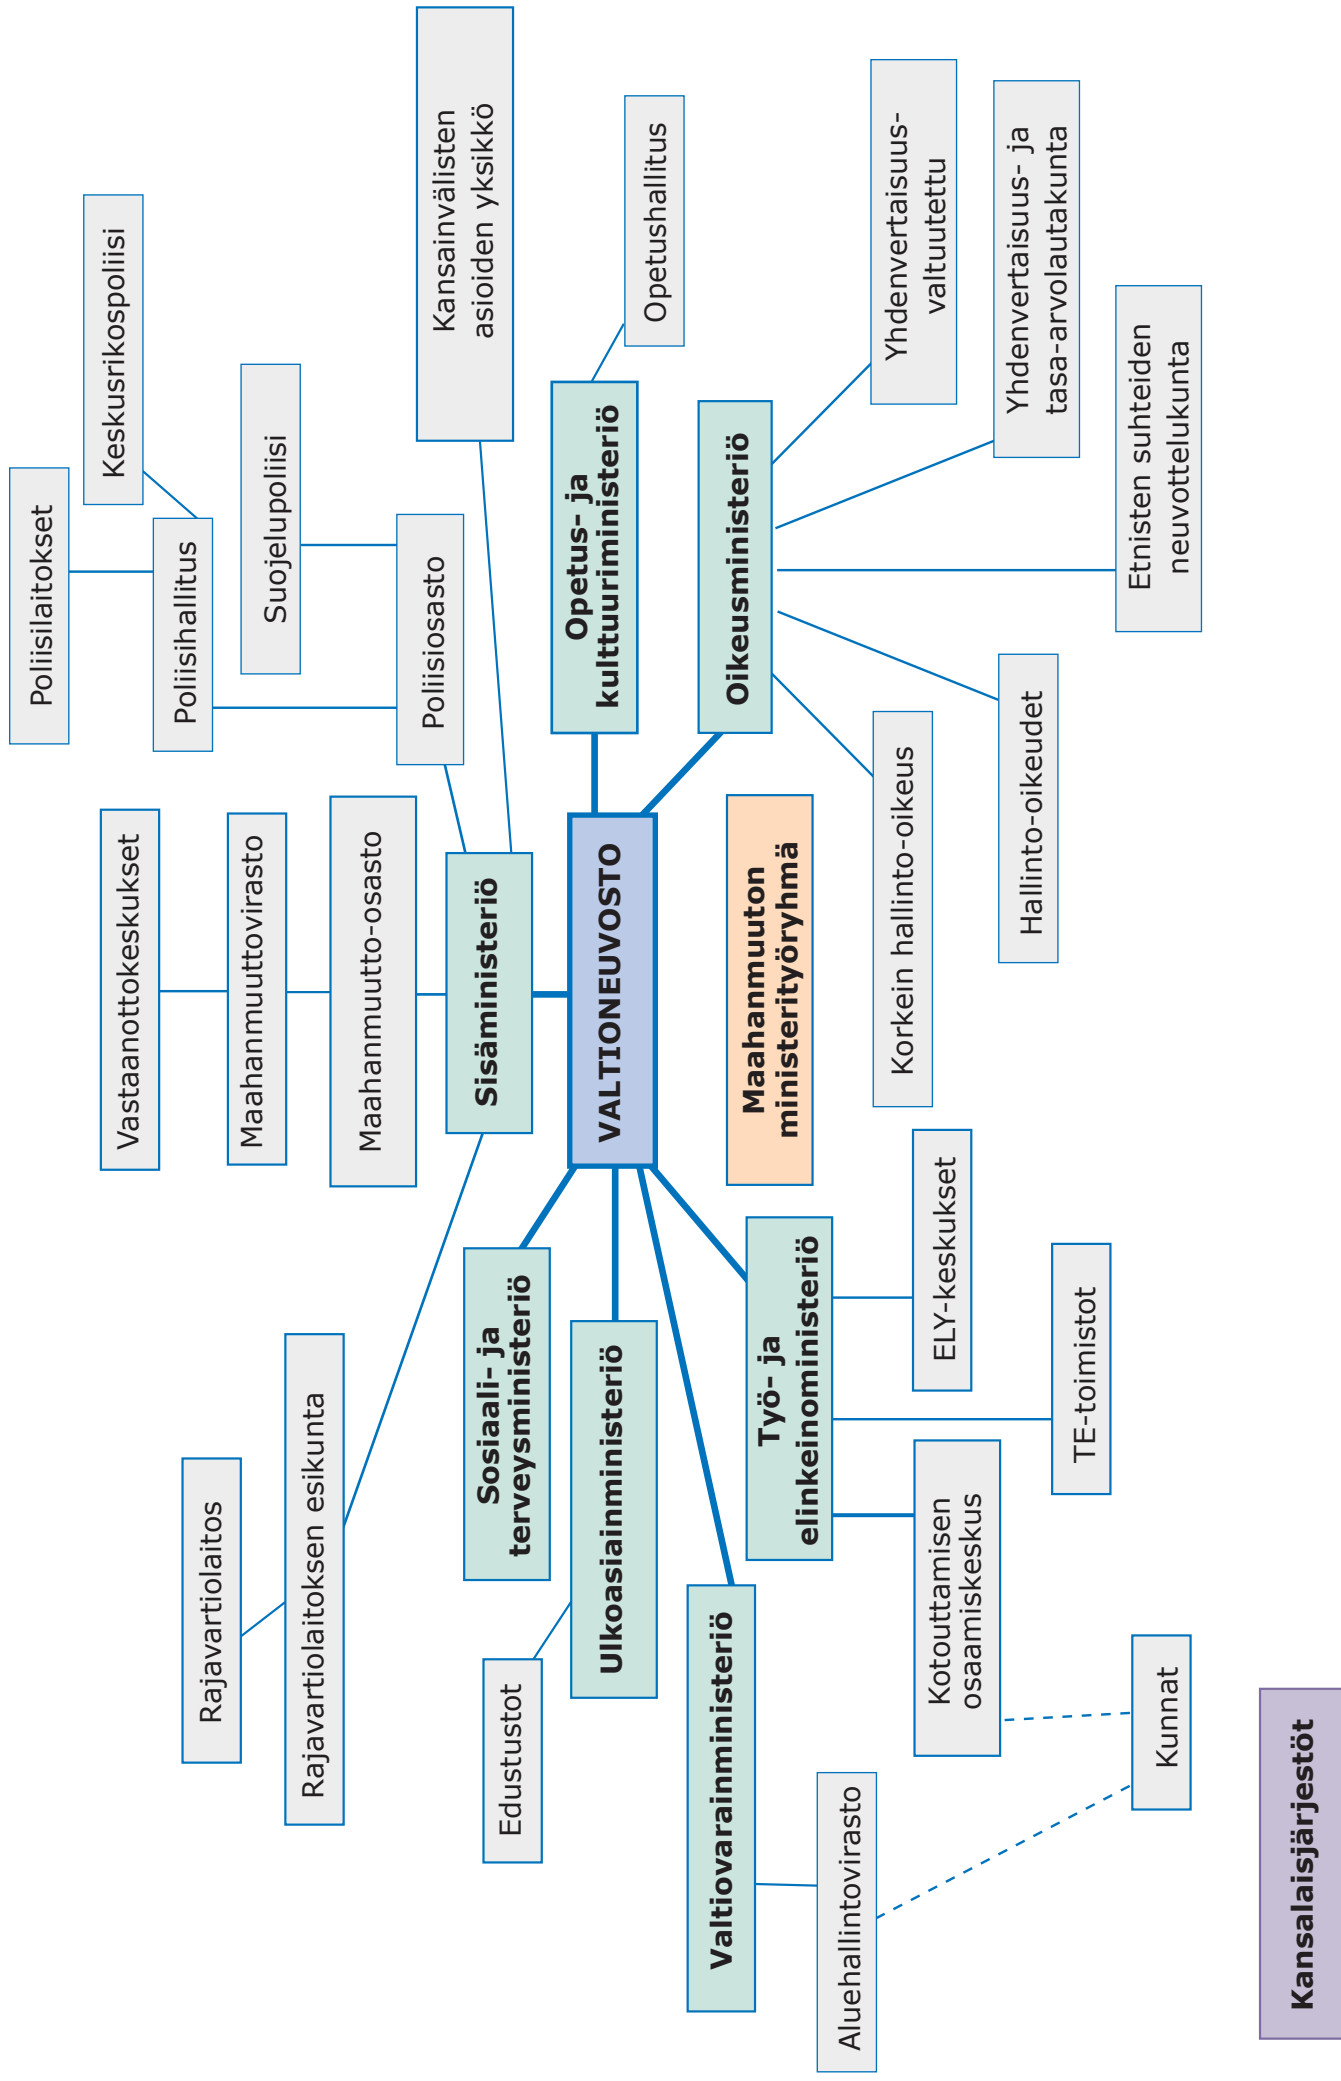 Rajavartiolaitos
Rajavartiolaitoksen esikunta
Vastaanottokeskukset
Maahanmuuttovirasto
Maahanmuutto-osasto
Poliisilaitokset
Keskusrikospoliisi
Poliisihallitus
Suojelupoliisi
Poliisiosasto
Kansainvälisten
asioiden yksikkö
Sisäministeriö
Sosiaali- ja
terveysministeriö
Edustustot
Ulkoasiainministeriö
VALTIONEUVOSTO
Opetus- ja
kulttuuriministeriö
Opetushallitus
Valtiovarainministeriö
Aluehallintovirasto
Työ- ja
elinkeinoministeriö
Maahanmuuton
ministerityöryhmä
Oikeusministeriö
Yhdenvertaisuus-
valtuutettu
Yhdenvertaisuus- ja
tasa-arvolautakunta
Etnisten suhteiden
neuvottelukunta
Korkein hallinto-oikeus
Hallinto-oikeudet
ELY-keskukset
TE-toimistot
Kotouttamisen
osaamiskeskus
Kunnat
Kansalaisjärjestöt